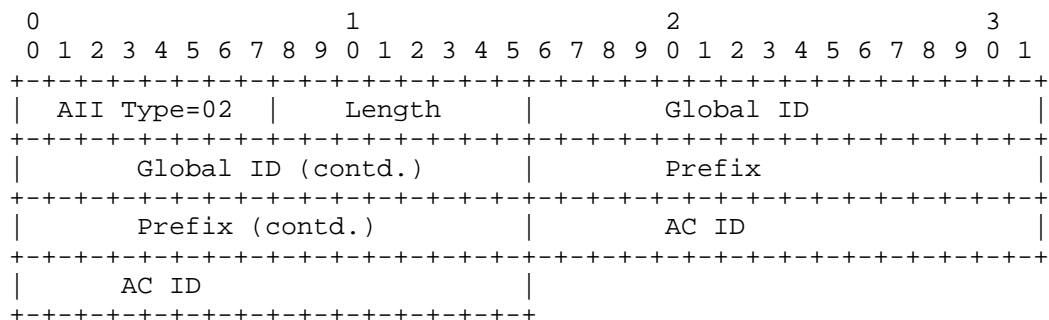 0                   1                   2                   3
 0 1 2 3 4 5 6 7 8 9 0 1 2 3 4 5 6 7 8 9 0 1 2 3 4 5 6 7 8 9 0 1
+-+-+-+-+-+-+-+-+-+-+-+-+-+-+-+-+-+-+-+-+-+-+-+-+-+-+-+-+-+-+-+-+
|  AII Type=02  |    Length     |        Global ID              |
+-+-+-+-+-+-+-+-+-+-+-+-+-+-+-+-+-+-+-+-+-+-+-+-+-+-+-+-+-+-+-+-+
|       Global ID (contd.)      |        Prefix                 |
+-+-+-+-+-+-+-+-+-+-+-+-+-+-+-+-+-+-+-+-+-+-+-+-+-+-+-+-+-+-+-+-+
|       Prefix (contd.)         |        AC ID                  |
+-+-+-+-+-+-+-+-+-+-+-+-+-+-+-+-+-+-+-+-+-+-+-+-+-+-+-+-+-+-+-+-+
|      AC ID                    |
+-+-+-+-+-+-+-+-+-+-+-+-+-+-+-+-+